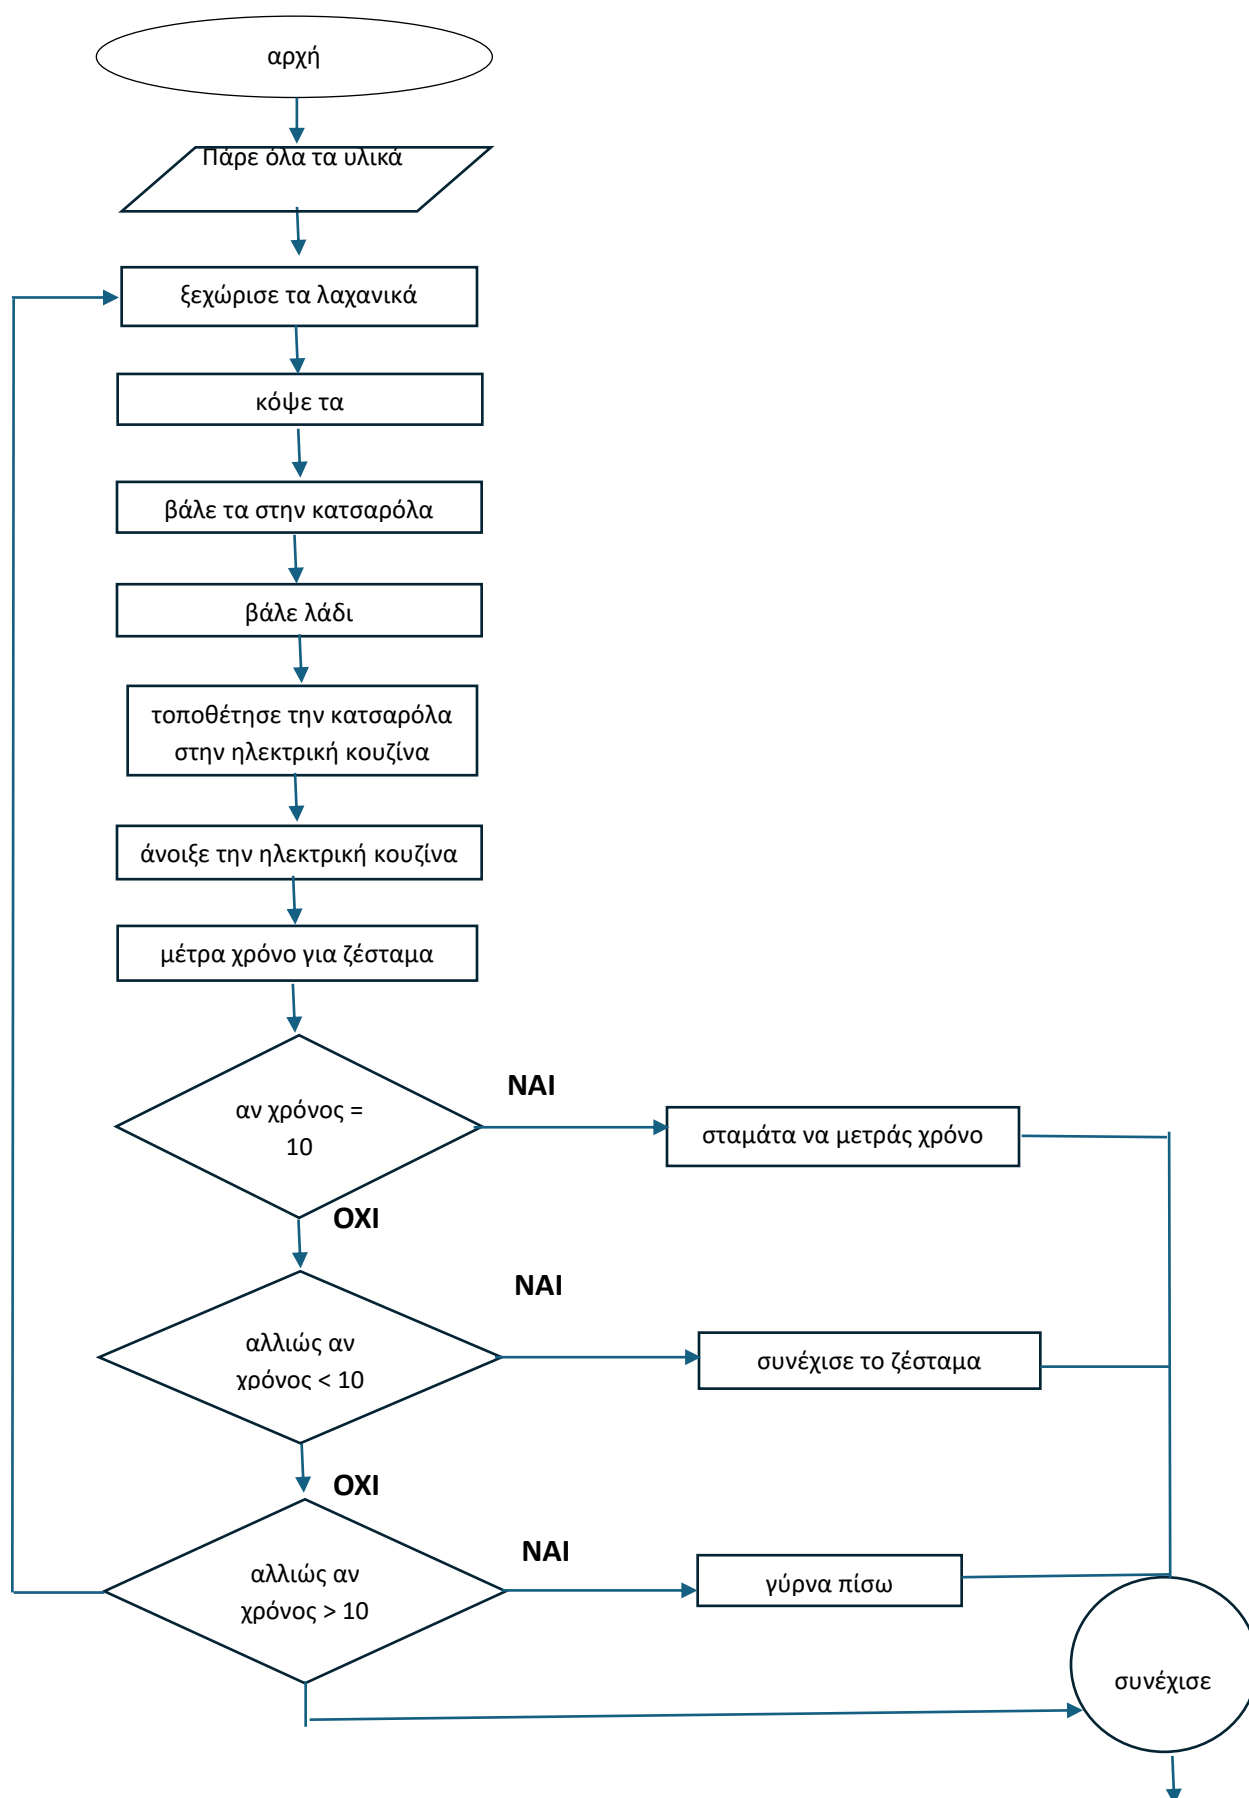 αρχή
Πάρε όλα τα υλικά
ξεχώρισε τα λαχανικά
κόψε τα
βάλε τα στην κατσαρόλα
βάλε λάδι
τοποθέτησε την κατσαρόλα
στην ηλεκτρική κουζίνα
άνοιξε την ηλεκτρική κουζίνα
μέτρα χρόνο για ζέσταμα
αν χρόνος =
10
ΝΑΙ
σταμάτα να μετράς χρόνο
ΟΧΙ
αλλιώς αν
χρόνος < 10
ΝΑΙ
συνέχισε το ζέσταμα
ΟΧΙ
αλλιώς αν
χρόνος > 10
ΝΑΙ
γύρνα πίσω
συνέχισε